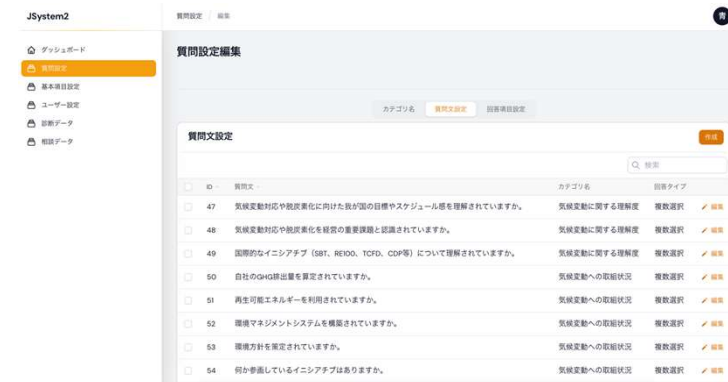 JSystem2
質問設定 編集
青
ダッシュボード
質問設定
基本項目設定
ユーザー設定
診断データ
相談データ
質問設定編集
カテゴリ名 質問文設定 回答項目設定
質問文設定 作成
検索
ID 質問文 カテゴリ名 回答タイプ
47 気候変動対応や脱炭素化に向けた我が国の目標やスケジュール感を理解されていますか。 気候変動に関する理解度 複数選択 編集
48 気候変動対応や脱炭素化を経営の重要課題と認識されていますか。 気候変動に関する理解度 複数選択 編集
49 国際的なイニシアチブ（SBT、RE100、TCFD、CDP等）について理解されていますか。 気候変動に関する理解度 複数選択 編集
50 自社のGHG排出量を算定されていますか。 気候変動への取組状況 複数選択 編集
51 再生可能エネルギーを利用されていますか。 気候変動への取組状況 複数選択 編集
52 環境マネジメントシステムを構築されていますか。 気候変動への取組状況 複数選択 編集
53 環境方針を策定されていますか。 気候変動への取組状況 複数選択 編集
54 何か参画しているイニシアチブはありますか。 気候変動への取組状況 複数選択 編集